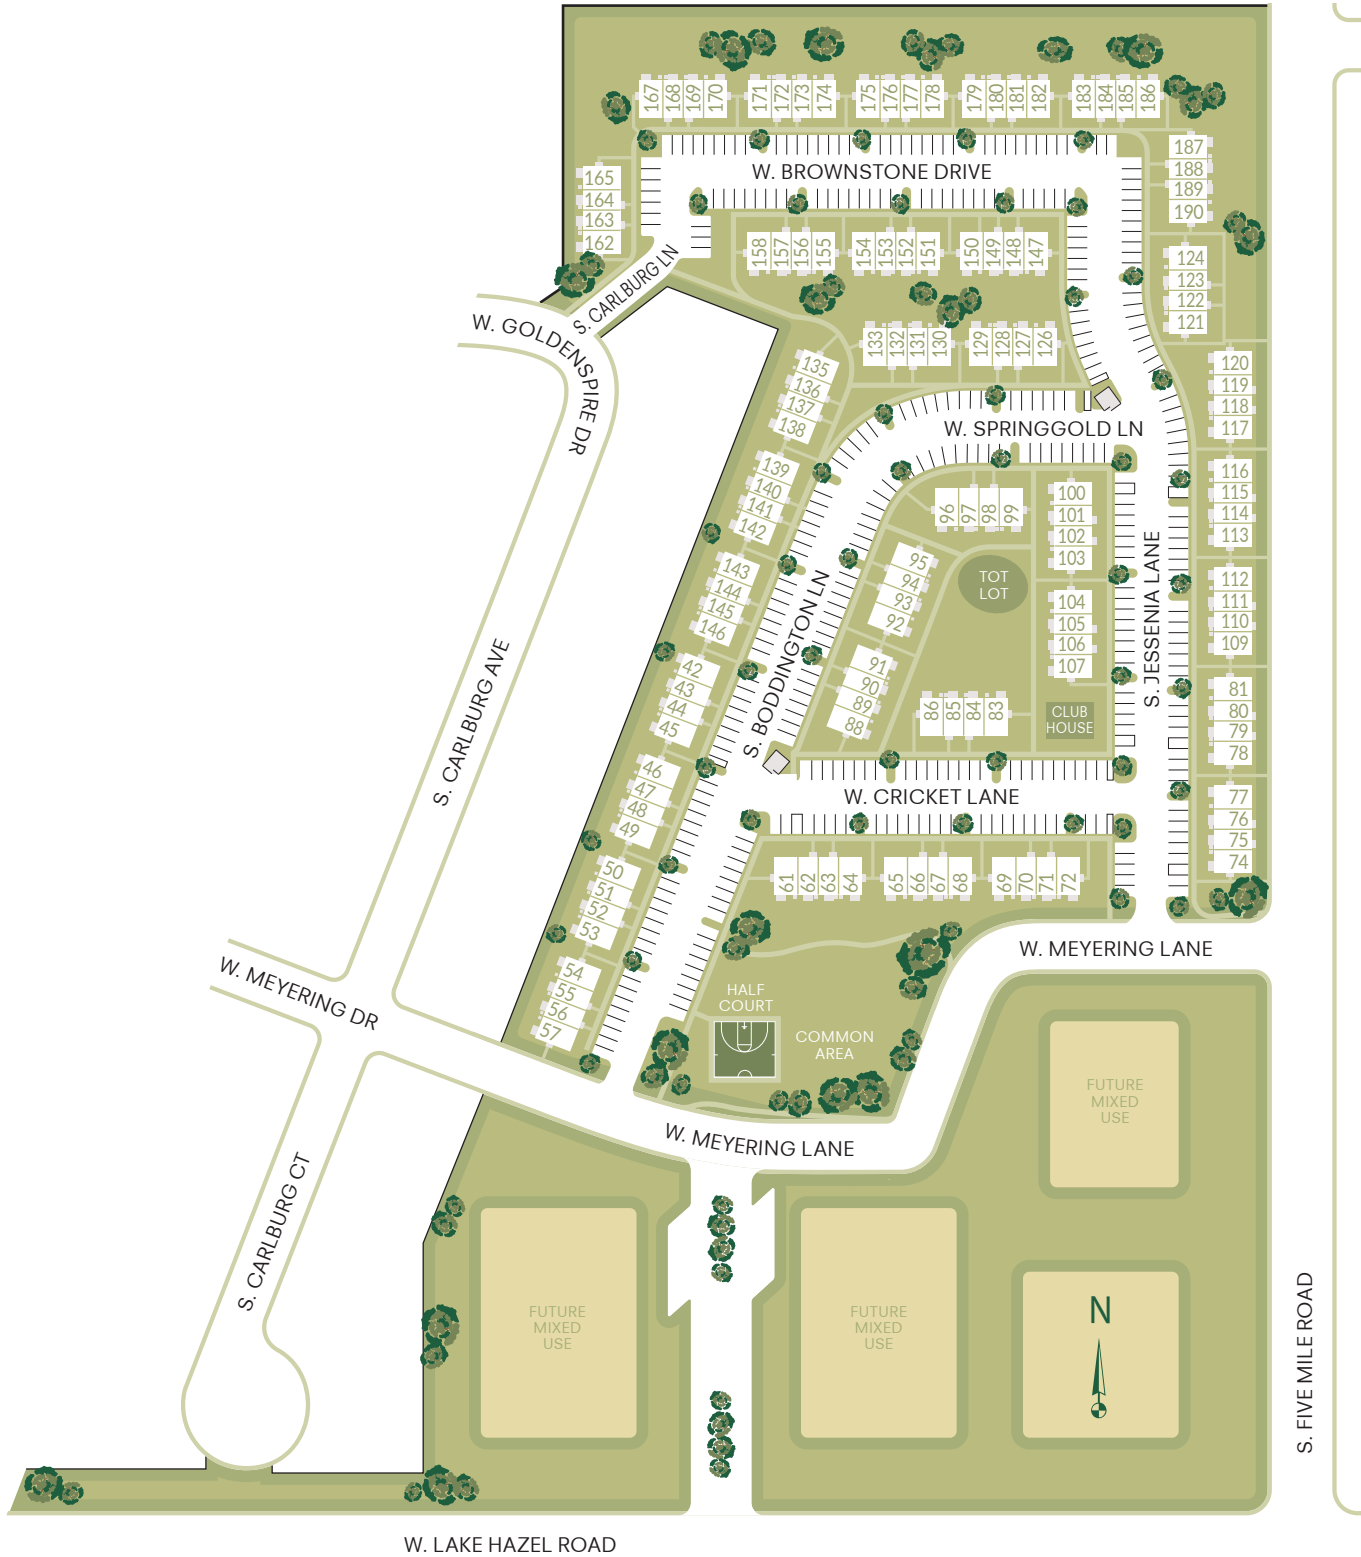 167 168 169 170
171 172 173 174
175 176 177 178
179 180 181 182
183 184 185 186
W. BROWNSTONE DRIVE
187
188
189
190
165
164
163
162
158 157 156 155
154 153 152 151
150 149 148 147
124
123
122
121
S. CARLBURG LN
W. GOLDENSPIRE DR
133 132 131 130
129 128 127 126
135
136
137
138
120
119
118
117
W. SPRINGGOLD LN
139
140
141
142
116
115
114
113
96 97 98 99
100
101
102
103
S. JESSENIA LANE
143
144
145
146
95
94
93
92
TOT
LOT
112
111
110
109
104
105
106
107
S. BODDINGTON LN
42
43
44
45
91
90
89
88
86 85 84 83
CLUB
HOUSE
81
80
79
78
S. CARLBURG AVE
46
47
48
49
W. CRICKET LANE
77
76
75
74
50
51
52
53
61 62 63 64
65 66 67 68
69 70 71 72
W. MEYERING LANE
W. MEYERING DR
54
55
56
57
HALF
COURT
COMMON
AREA
FUTURE
MIXED
USE
W. MEYERING LANE
S. CARLBURG CT
FUTURE
MIXED
USE
FUTURE
MIXED
USE
N
S. FIVE MILE ROAD
W. LAKE HAZEL ROAD